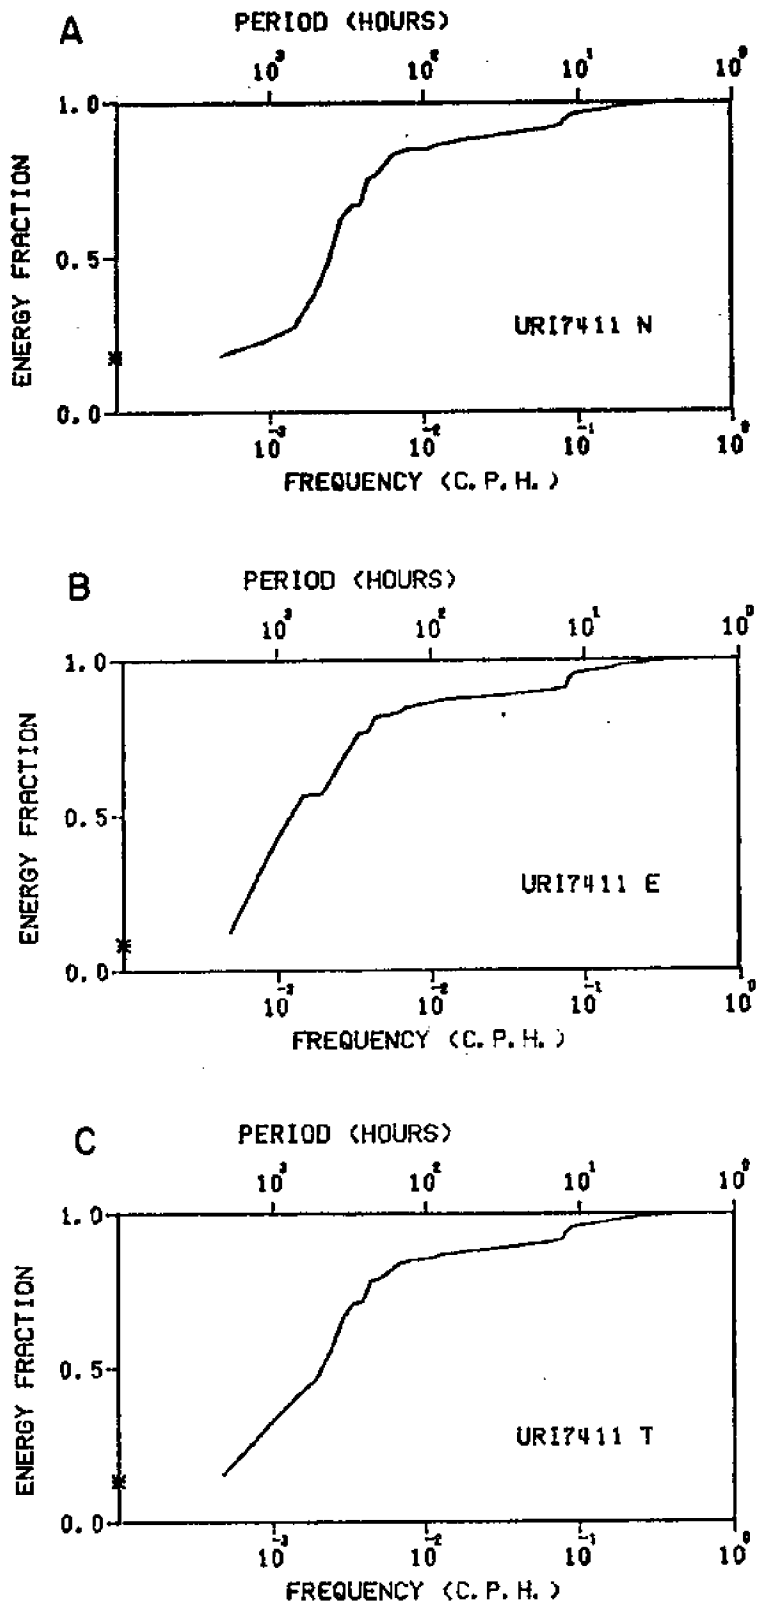 A
PERIOD (HOURS)
10³ 10² 10¹ 10⁰
1.0
0.5
0.0
ENERGY FRACTION
URI7411 N
10⁻³ 10⁻² 10⁻¹ 10⁰
FREQUENCY (C.P.H.)
B
PERIOD (HOURS)
10³ 10² 10¹ 10⁰
1.0
0.5
0.0
ENERGY FRACTION
URI7411 E
10⁻³ 10⁻² 10⁻¹ 10⁰
FREQUENCY (C.P.H.)
C
PERIOD (HOURS)
10³ 10² 10¹ 10⁰
1.0
0.5
0.0
ENERGY FRACTION
URI7411 T
10⁻³ 10⁻² 10⁻¹ 10⁰
FREQUENCY (C.P.H.)